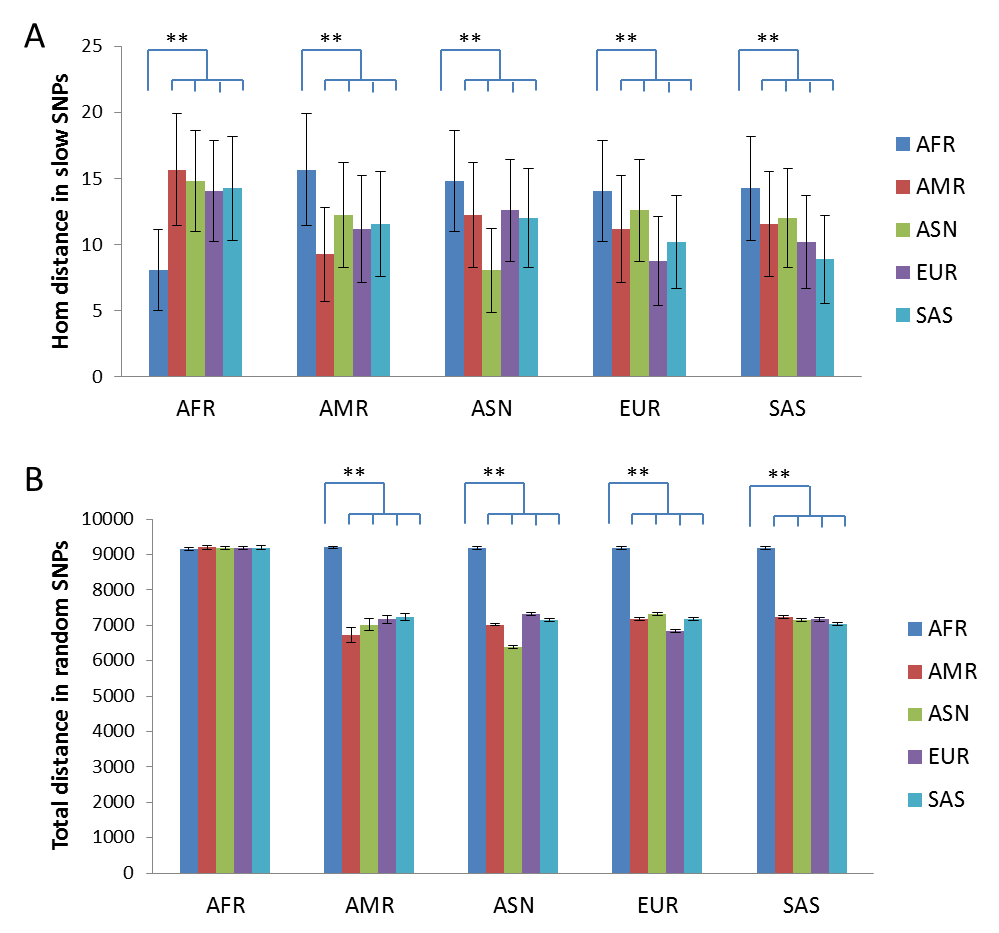 A
** ** ** ** **
Hom distance in slow SNPs
25
20
15
10
5
0
AFR AMR ASN EUR SAS
AFR
AMR
ASN
EUR
SAS
B
** ** ** **
Total distance in random SNPs
10000
9000
8000
7000
6000
5000
4000
3000
2000
1000
0
AFR AMR ASN EUR SAS
AFR
AMR
ASN
EUR
SAS